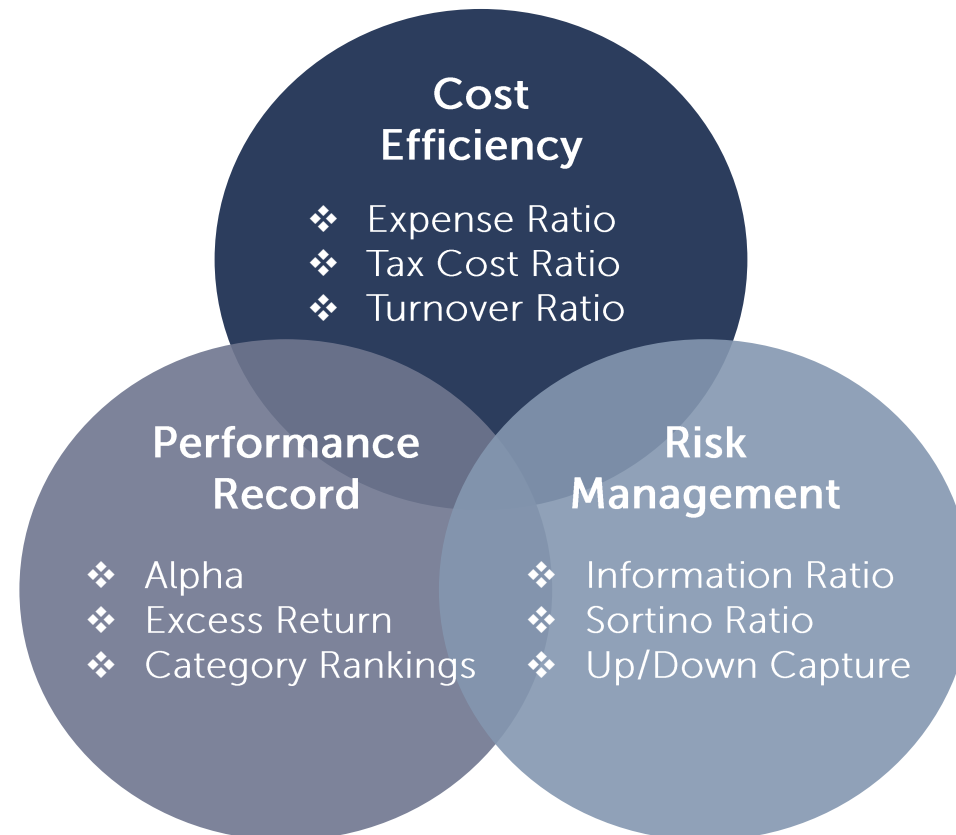 Cost
Efficiency
❖ Expense Ratio
❖ Tax Cost Ratio
❖ Turnover Ratio
Performance
Record
❖ Alpha
❖ Excess Return
❖ Category Rankings
Risk
Management
❖ Information Ratio
❖ Sortino Ratio
❖ Up/Down Capture